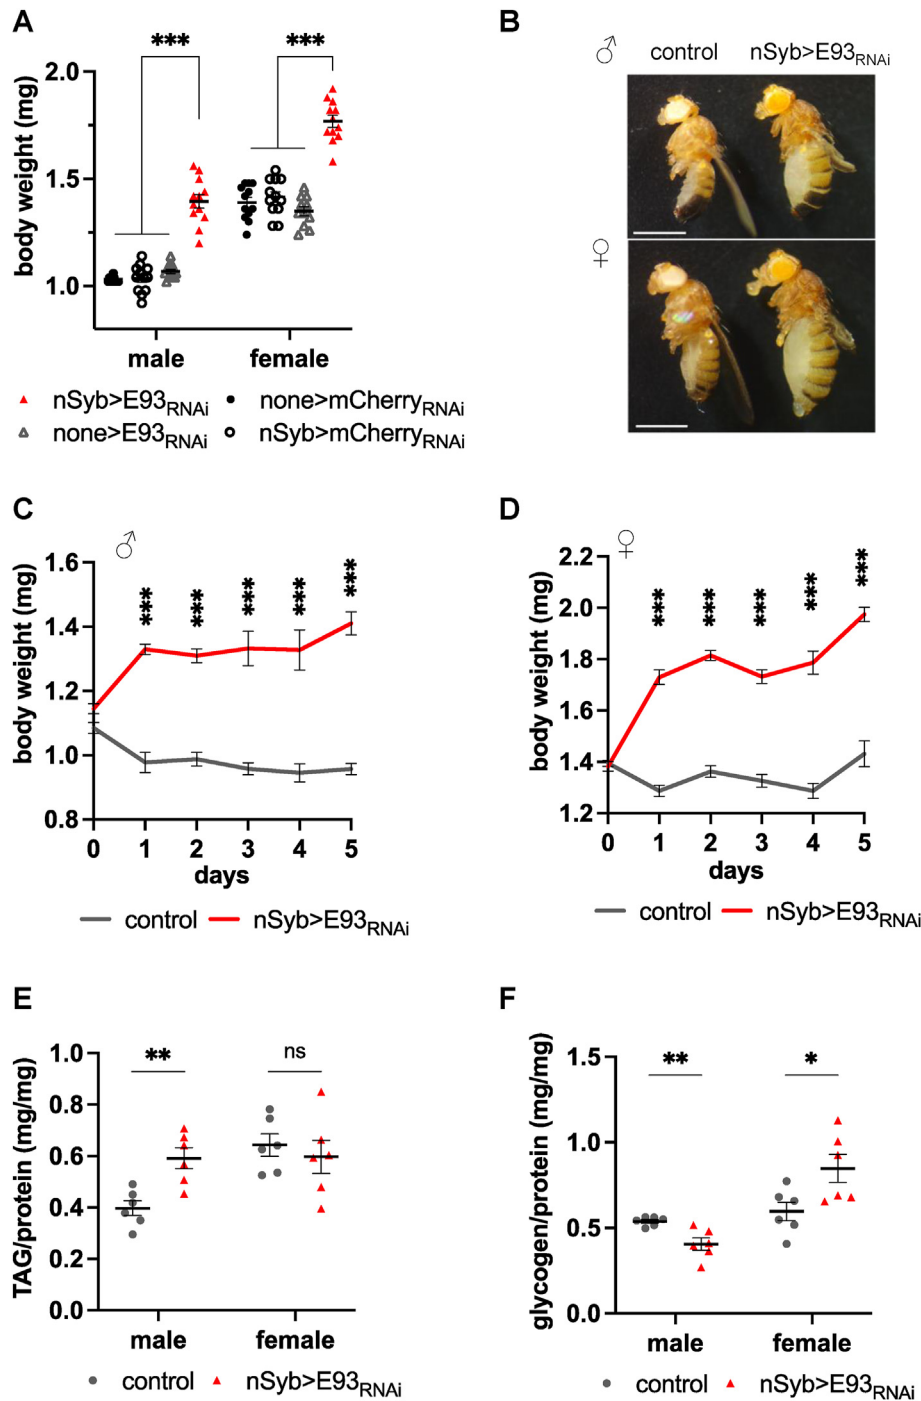 A
*** ***
body weight (mg)
2.0
1.5
1.0
male female
nSyb>E93RNAi none>mCherryRNAi
none>E93RNAi nSyb>mCherryRNAi
B
♂ control nSyb>E93RNAi
♀
C
♂
body weight (mg)
1.6
1.4
1.2
1.0
0.8
*** *** *** *** ***
0 1 2 3 4 5
days
control nSyb>E93RNAi
D
♀
body weight (mg)
2.2
2.0
1.8
1.6
1.4
1.2
*** *** *** *** ***
0 1 2 3 4 5
days
control nSyb>E93RNAi
E
TAG/protein (mg/mg)
1.0
0.8
0.6
0.4
0.2
0.0
** ns
male female
control nSyb>E93RNAi
F
glycogen/protein (mg/mg)
1.5
1.0
0.5
0.0
** *
male female
control nSyb>E93RNAi